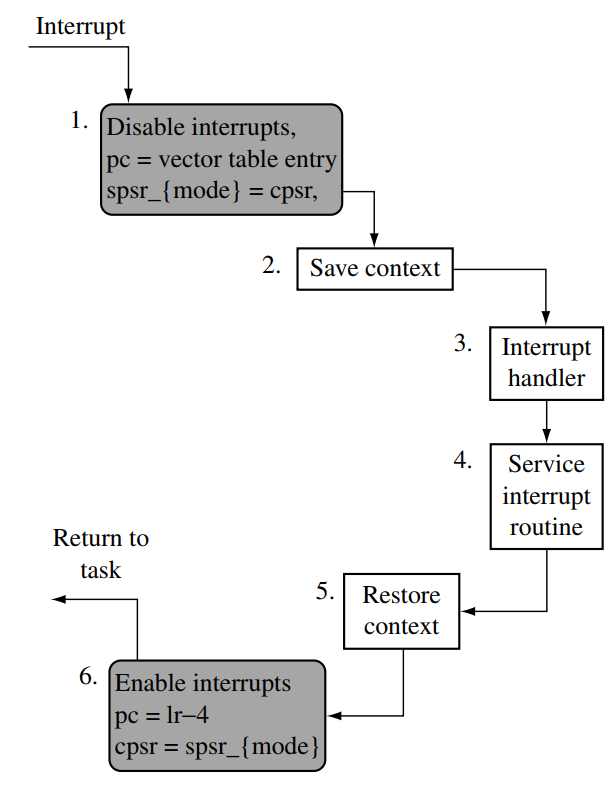 Interrupt
1.
Disable interrupts,
pc = vector table entry
spsr_{mode} = cpsr,
2.
Save context
3.
Interrupt
handler
4.
Service
interrupt
routine
5.
Restore
context
6.
Enable interrupts
pc = lr–4
cpsr = spsr_{mode}
Return to
task